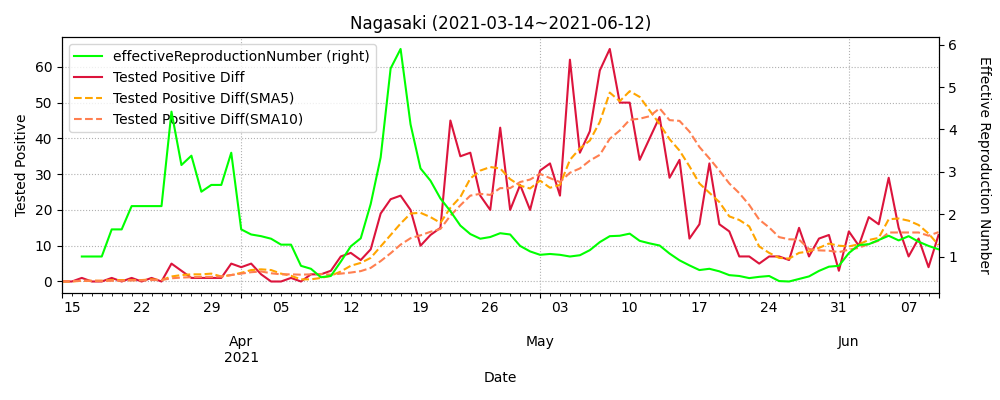 Nagasaki (2021-03-14~2021-06-12)
effectiveReproductionNumber (right)
Tested Positive Diff
Tested Positive Diff(SMA5)
Tested Positive Diff(SMA10)
Tested Positive
60
50
40
30
20
10
0
6
5
4
3
2
1
Effective Reproduction Number
15 22 29 05 12 19 26 03 10 17 24 31 07
Apr May Jun
2021
Date